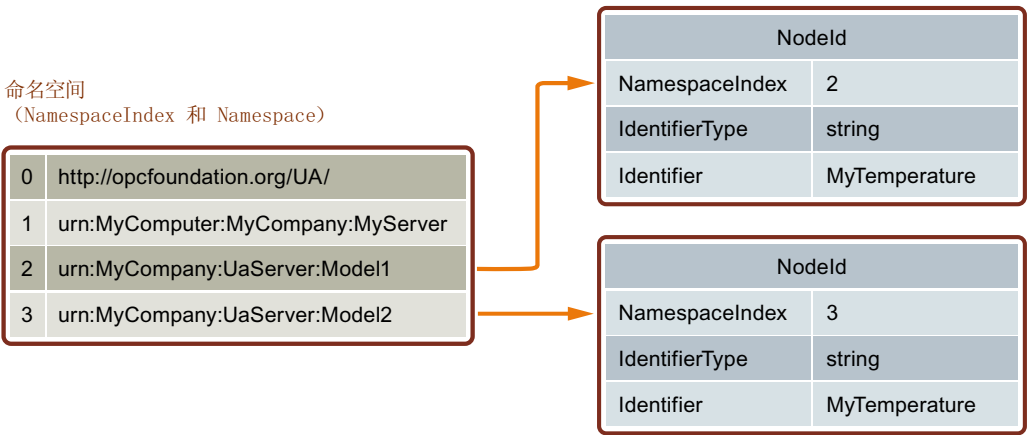 命名空间
（NamespaceIndex 和 Namespace）
0 http://opcfoundation.org/UA/
1 urn:MyComputer:MyCompany:MyServer
2 urn:MyCompany:UaServer:Model1
3 urn:MyCompany:UaServer:Model2
NodeId
NamespaceIndex 2
IdentifierType string
Identifier MyTemperature
NodeId
NamespaceIndex 3
IdentifierType string
Identifier MyTemperature